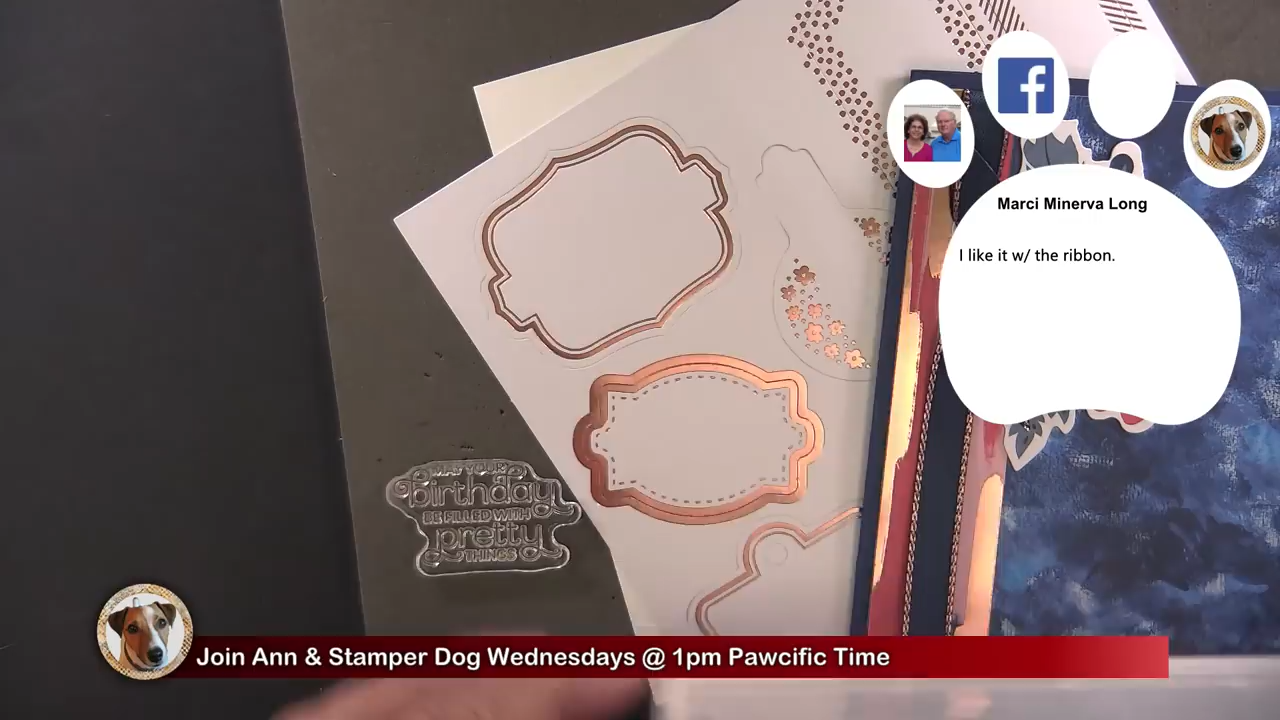 Marci Minerva Long
I like it w/ the ribbon.
MAY YOUR
birthday
BE FILLED WITH
pretty
THINGS
Join Ann & Stamper Dog Wednesdays @ 1pm Pawcific Time